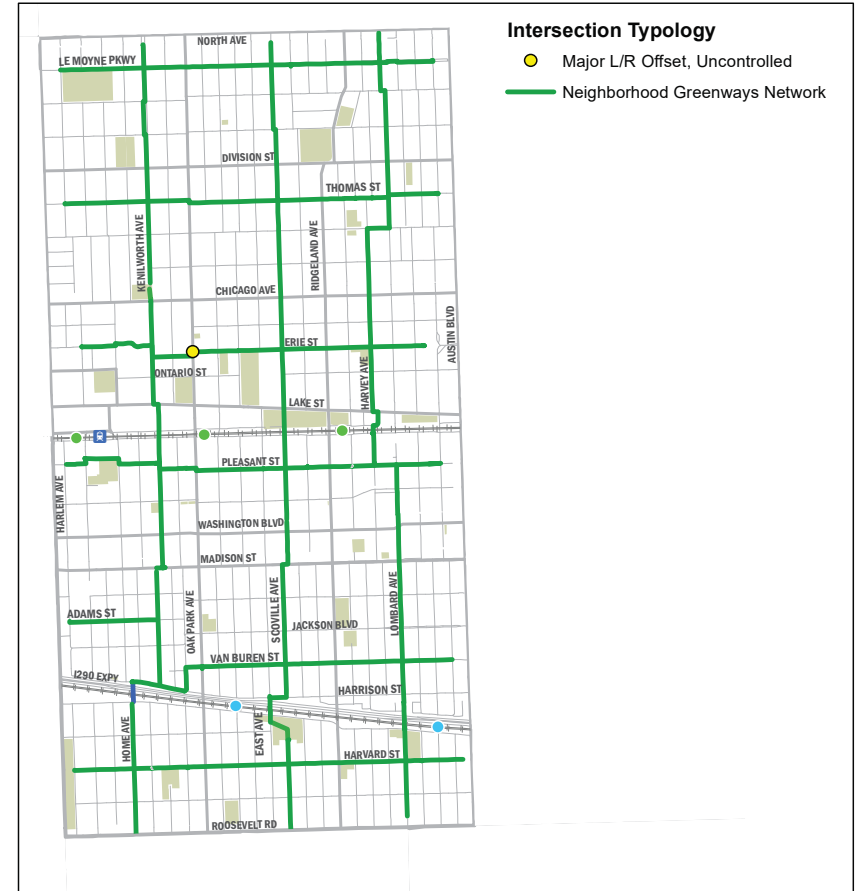 Intersection Typology
Major L/R Offset, Uncontrolled
Neighborhood Greenways Network
NORTH AVE
LE MOYNE PKWY
DIVISION ST
THOMAS ST
KENILWORTH AVE
RIDGELAND AVE
CHICAGO AVE
AUSTIN BLVD
ERIE ST
ONTARIO ST
HARVEY AVE
LAKE ST
PLEASANT ST
HARLEM AVE
WASHINGTON BLVD
MADISON ST
ADAMS ST
OAK PARK AVE
SCOVILLE AVE
JACKSON BLVD
LOMBARD AVE
VAN BUREN ST
I290 EXPY
HARRISON ST
HOME AVE
EAST AVE
HARVARD ST
ROOSEVELT RD